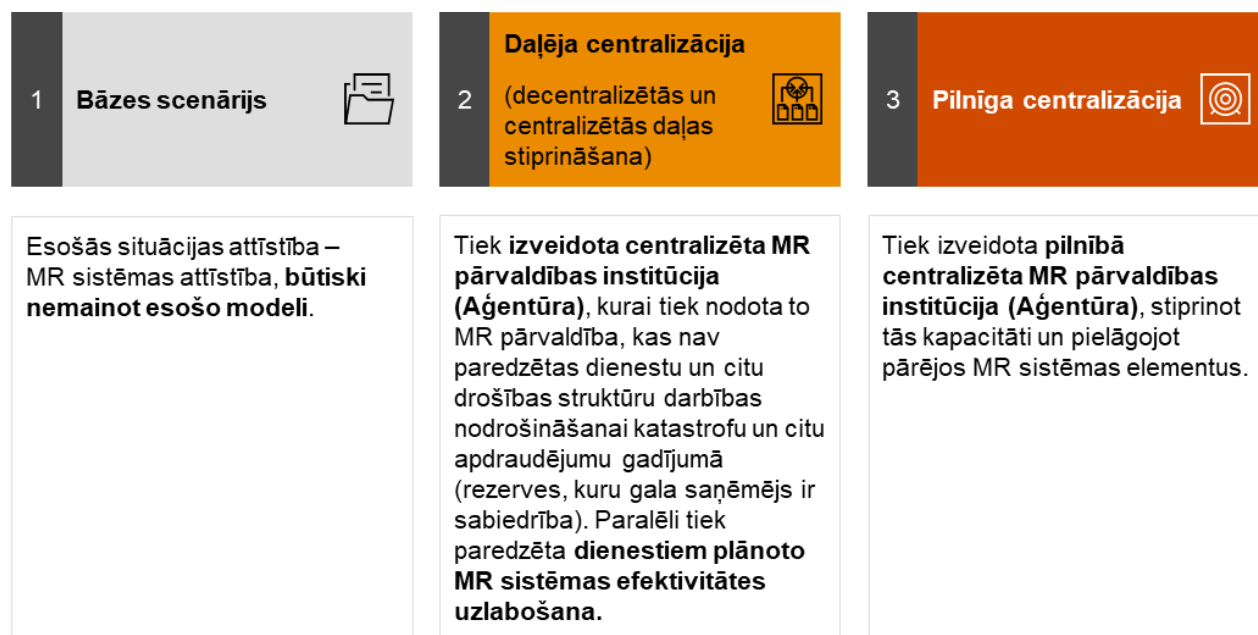 1
Bāzes scenārijs
2
Daļēja centralizācija
(decentralizētās un
centralizētās daļas
stiprināšana)
3
Pilnīga centralizācija
Esošās situācijas attīstība –
MR sistēmas attīstība, būtiski
nemainot esošo modeli.
Tiek izveidota centralizēta MR
pārvaldības institūcija
(Aģentūra), kurai tiek nodota to
MR pārvaldība, kas nav
paredzētas dienestu un citu
drošības struktūru darbības
nodrošināšanai katastrofu un citu
apdraudējumu gadījumā
(rezerves, kuru gala saņēmējs ir
sabiedrība). Paralēli tiek
paredzēta dienestiem plānoto
MR sistēmas efektivitātes
uzlabošana.
Tiek izveidota pilnībā
centralizēta MR pārvaldības
institūcija (Aģentūra), stiprinot
tās kapacitāti un pielāgojot
pārējos MR sistēmas elementus.